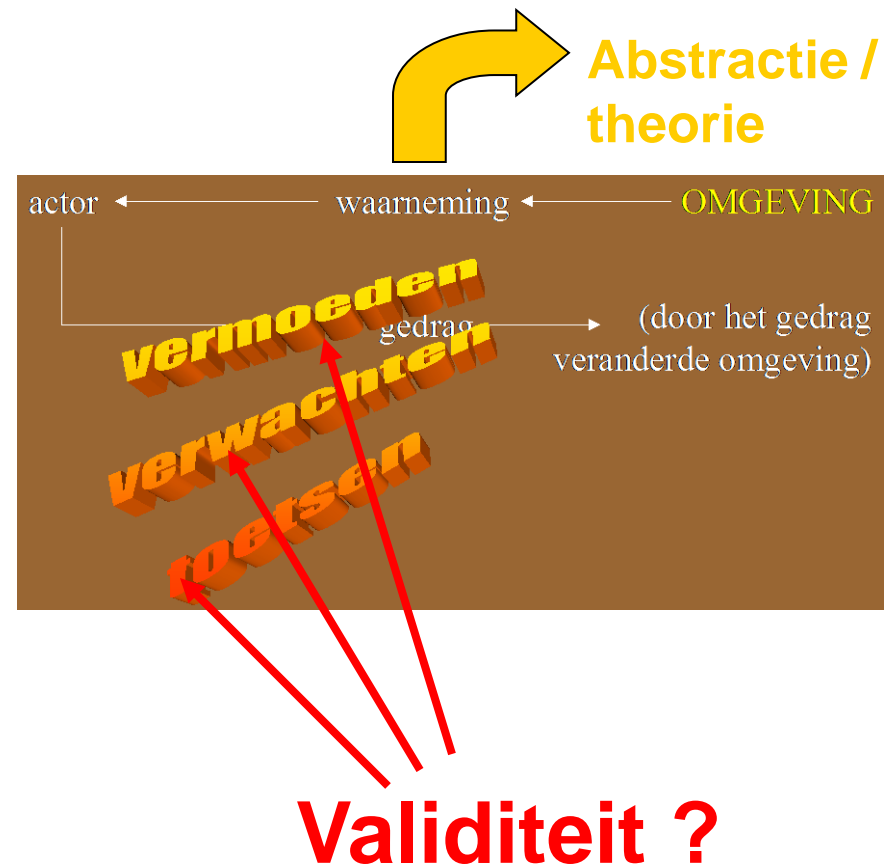 Abstractie /
theorie
actor waarneming OMGEVING
vermoeden
gedrag (door het gedrag
veranderde omgeving)
verwachten
toetsen
Validiteit ?